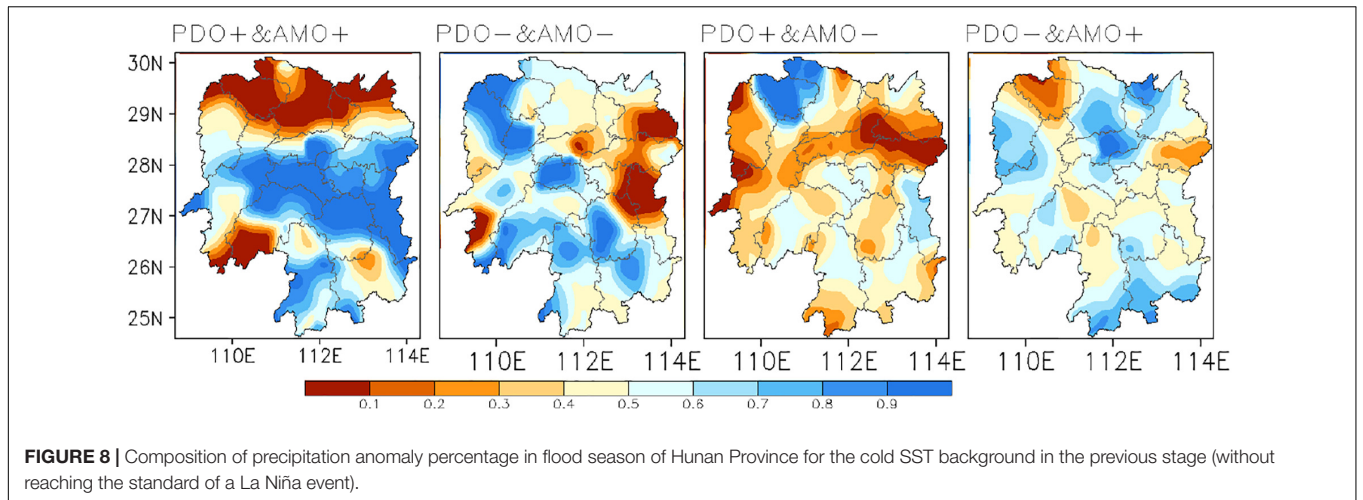 PDO+&AMO+ PDO-&AMO- PDO+&AMO- PDO-&AMO+
30N
29N
28N
27N
26N
25N
110E 112E 114E 110E 112E 114E 110E 112E 114E 110E 112E 114E
0.1 0.2 0.3 0.4 0.5 0.6 0.7 0.8 0.9
FIGURE 8 | Composition of precipitation anomaly percentage in flood season of Hunan Province for the cold SST background in the previous stage (without
reaching the standard of a La Niña event).